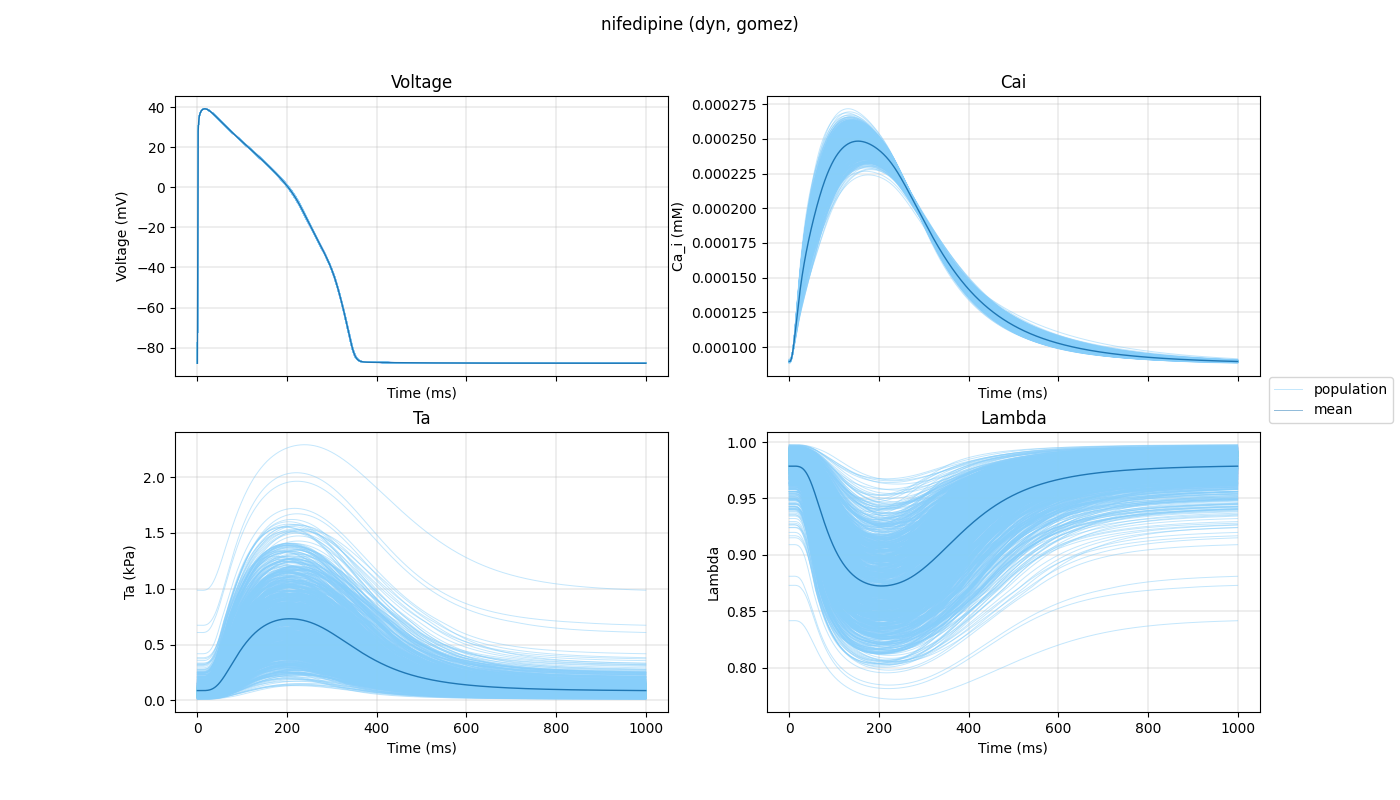 nifedipine (dyn, gomez)
Voltage
Voltage (mV)
40
20
0
−20
−40
−60
−80
Time (ms)
Cai
Ca_i (mM)
0.000275
0.000250
0.000225
0.000200
0.000175
0.000150
0.000125
0.000100
Time (ms)
population
mean
Ta
Ta (kPa)
2.0
1.5
1.0
0.5
0.0
0 200 400 600 800 1000
Time (ms)
Lambda
Lambda
1.00
0.95
0.90
0.85
0.80
0 200 400 600 800 1000
Time (ms)